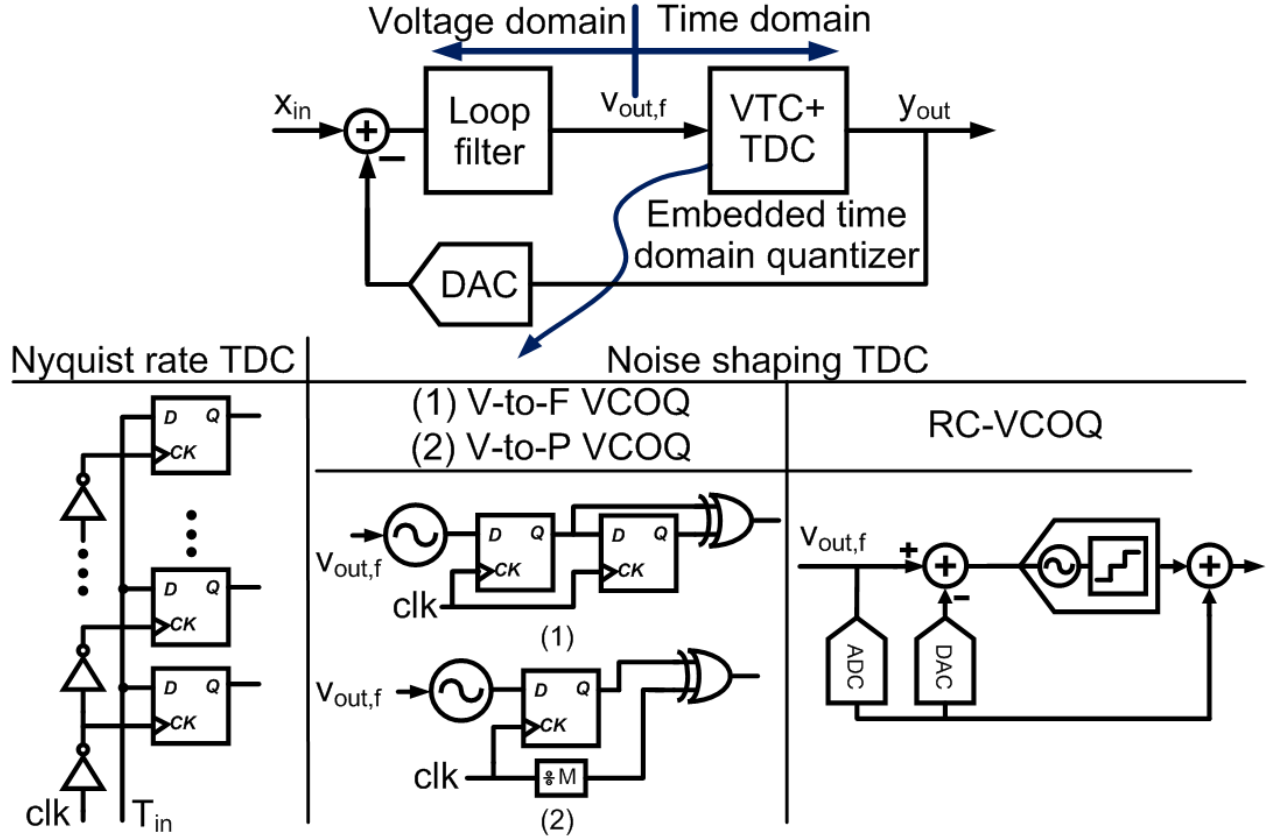 Voltage domain Time domain
x_in
+
−
Loop
filter
v_out,f
VTC+
TDC
y_out
Embedded time
domain quantizer
DAC
Nyquist rate TDC
Noise shaping TDC
(1) V-to-F VCOQ
(2) V-to-P VCOQ
RC-VCOQ
D Q
CK
D Q
CK
D Q
CK
clk T_in
v_out,f
D Q
CK
D Q
CK
clk
(1)
v_out,f
D Q
CK
clk
÷M
(2)
v_out,f
+
+
−
+
ADC
DAC